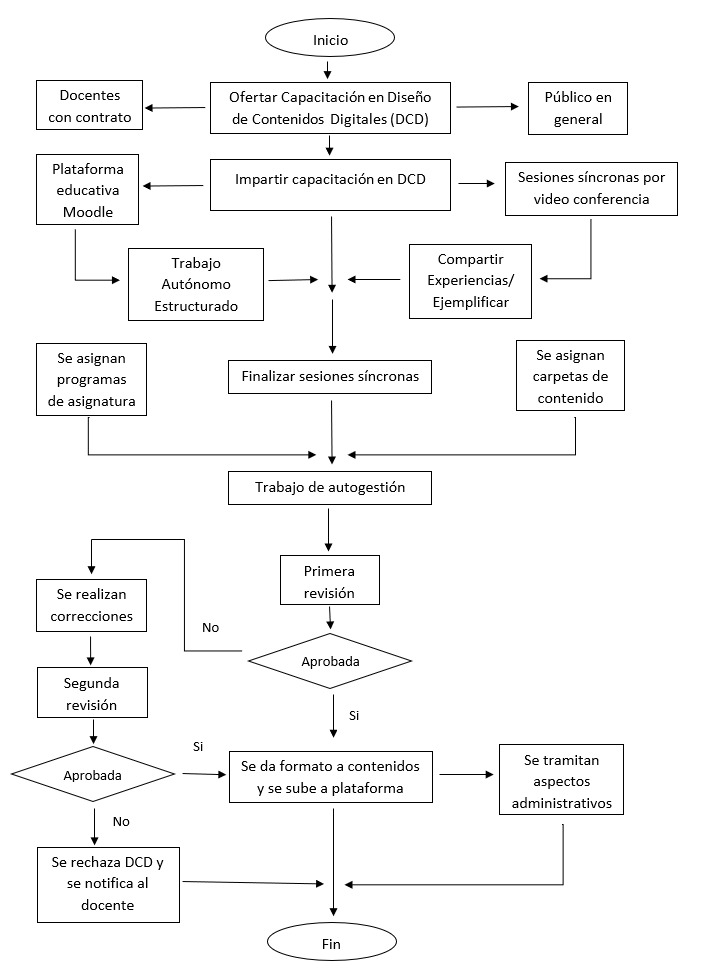 Inicio
Docentes
con contrato
Ofertar Capacitación en Diseño
de Contenidos Digitales (DCD)
Público en
general
Plataforma
educativa
Moodle
Impartir capacitación en DCD
Sesiones síncronas por
video conferencia
Trabajo
Autónomo
Estructurado
Compartir
Experiencias/
Ejemplificar
Se asignan
programas
de asignatura
Finalizar sesiones síncronas
Se asignan
carpetas de
contenido
Trabajo de autogestión
Primera
revisión
Se realizan
correcciones
No
Aprobada
Segunda
revisión
Si
Aprobada
Si
Se da formato a contenidos
y se sube a plataforma
Se tramitan
aspectos
administrativos
No
Se rechaza DCD y
se notifica al
docente
Fin